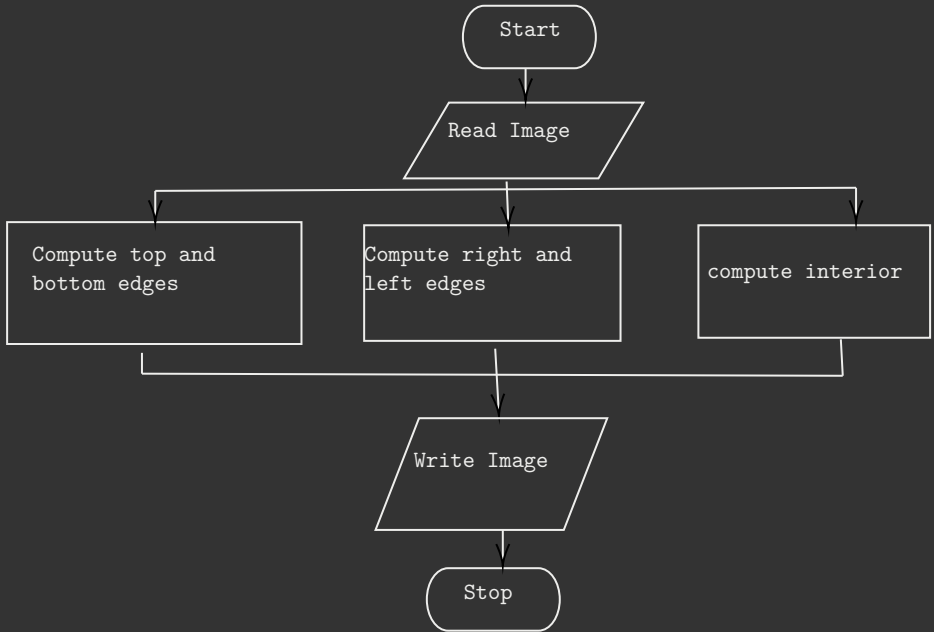 Start
Read Image
Compute top and
bottom edges
Compute right and
left edges
compute interior
Write Image
Stop